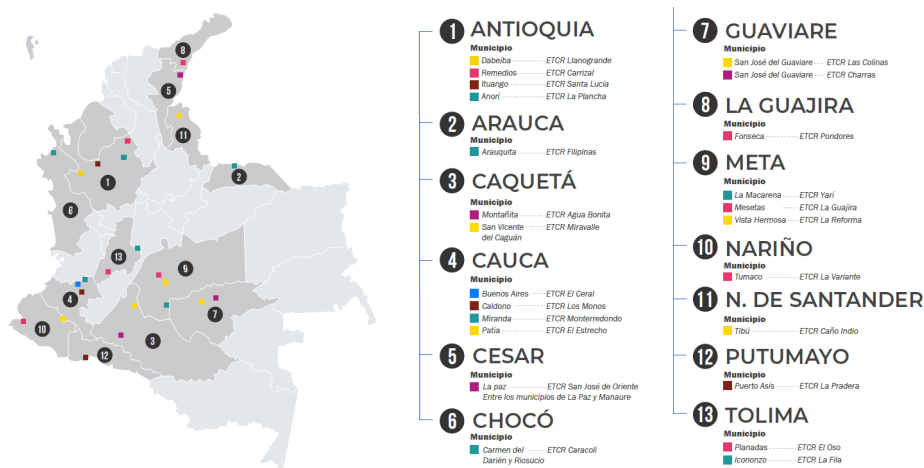 8
5
11
2
1
6
13
9
4
7
10
3
12
1 ANTIOQUIA
Municipio
Dabeiba ETCR Llanogrande
Remedios ETCR Carrizal
Ituango ETCR Santa Lucía
Anorí ETCR La Plancha
2 ARAUCA
Municipio
Arauquita ETCR Filipinas
3 CAQUETÁ
Municipio
Montañita ETCR Agua Bonita
San Vicente ETCR Miravalle
del Caguán
4 CAUCA
Municipio
Buenos Aires ETCR El Ceral
Caldono ETCR Los Monos
Miranda ETCR Monterredondo
Patía ETCR El Estrecho
5 CESAR
Municipio
La paz ETCR San José de Oriente
Entre los municipios de La Paz y Manaure
6 CHOCÓ
Municipio
Carmen del ETCR Caracolí
Darién y Riosucio
7 GUAVIARE
Municipio
San José del Guaviare ETCR Las Colinas
San José del Guaviare ETCR Charras
8 LA GUAJIRA
Municipio
Fonseca ETCR Pondores
9 META
Municipio
La Macarena ETCR Yarí
Mesetas ETCR La Guajira
Vista Hermosa ETCR La Reforma
10 NARIÑO
Municipio
Tumaco ETCR La Variante
11 N. DE SANTANDER
Municipio
Tibú ETCR Caño Indio
12 PUTUMAYO
Municipio
Puerto Asís ETCR La Pradera
13 TOLIMA
Municipio
Planadas ETCR El Oso
Icononzo ETCR La Fila